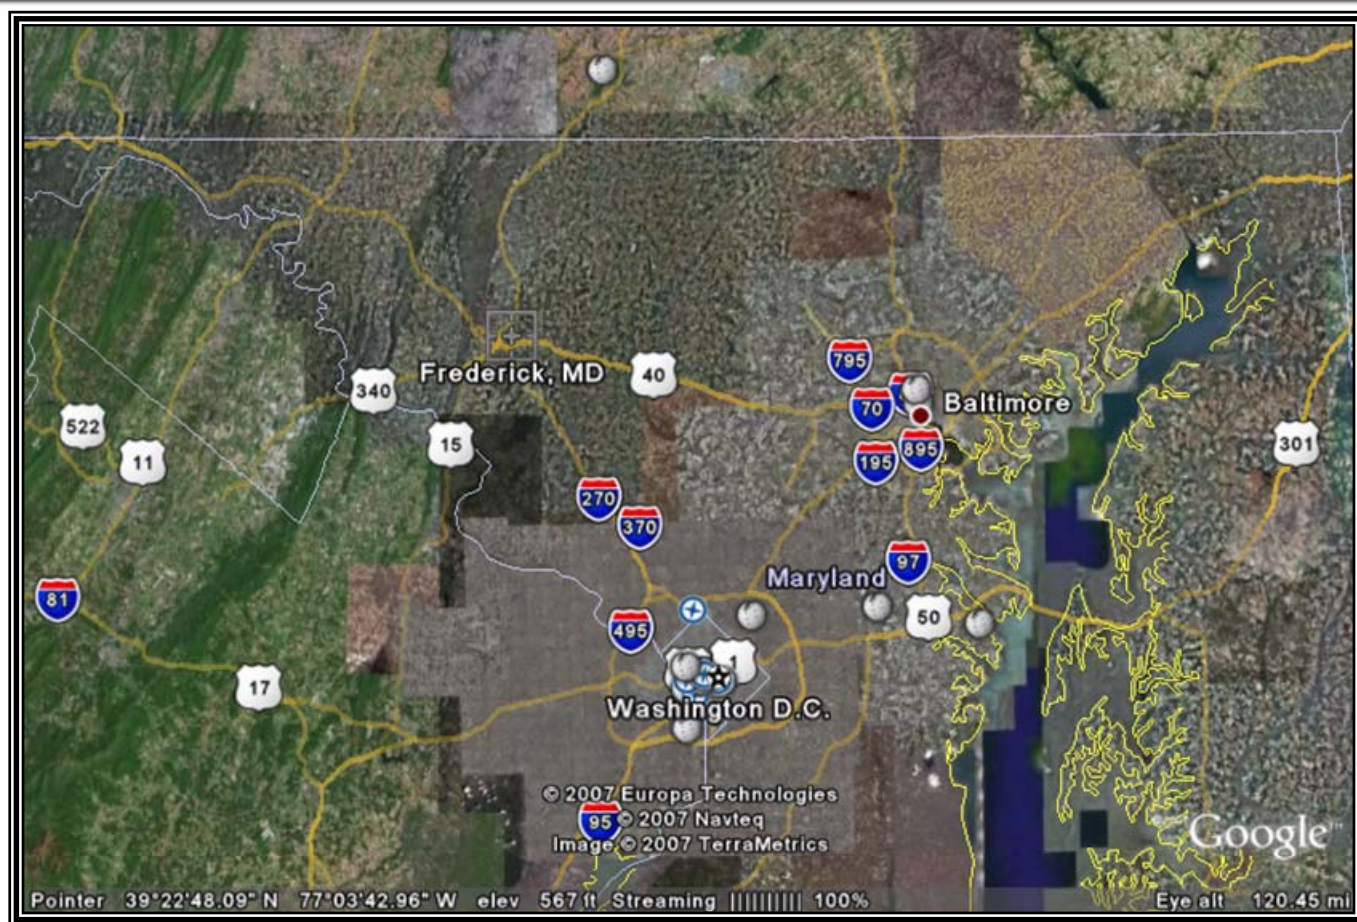 795
Frederick, MD
40
340
70
Baltimore
522
11
15
195
895
301
270
370
97
Maryland
81
495
50
1
17
Washington D.C.
© 2007 Europa Technologies
95
© 2007 Navteq
Image © 2007 TerraMetrics
Google™
Pointer 39°22'48.09" N 77°03'42.96" W elev 567 ft Streaming |||||||||| 100% Eye alt 120.45 mi